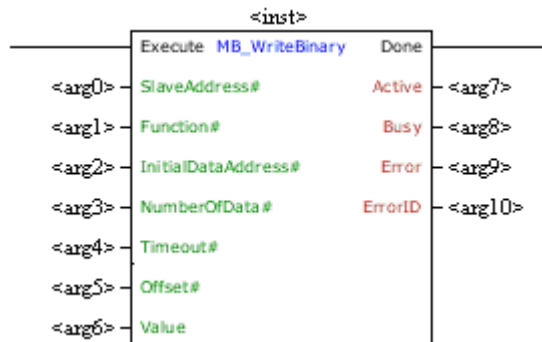 <inst>
Execute MB_WriteBinary Done
<arg0> SlaveAddress# Active <arg7>
<arg1> Function# Busy <arg8>
<arg2> InitialDataAddress# Error <arg9>
<arg3> NumberOfData# ErrorID <arg10>
<arg4> Timeout#
<arg5> Offset#
<arg6> Value